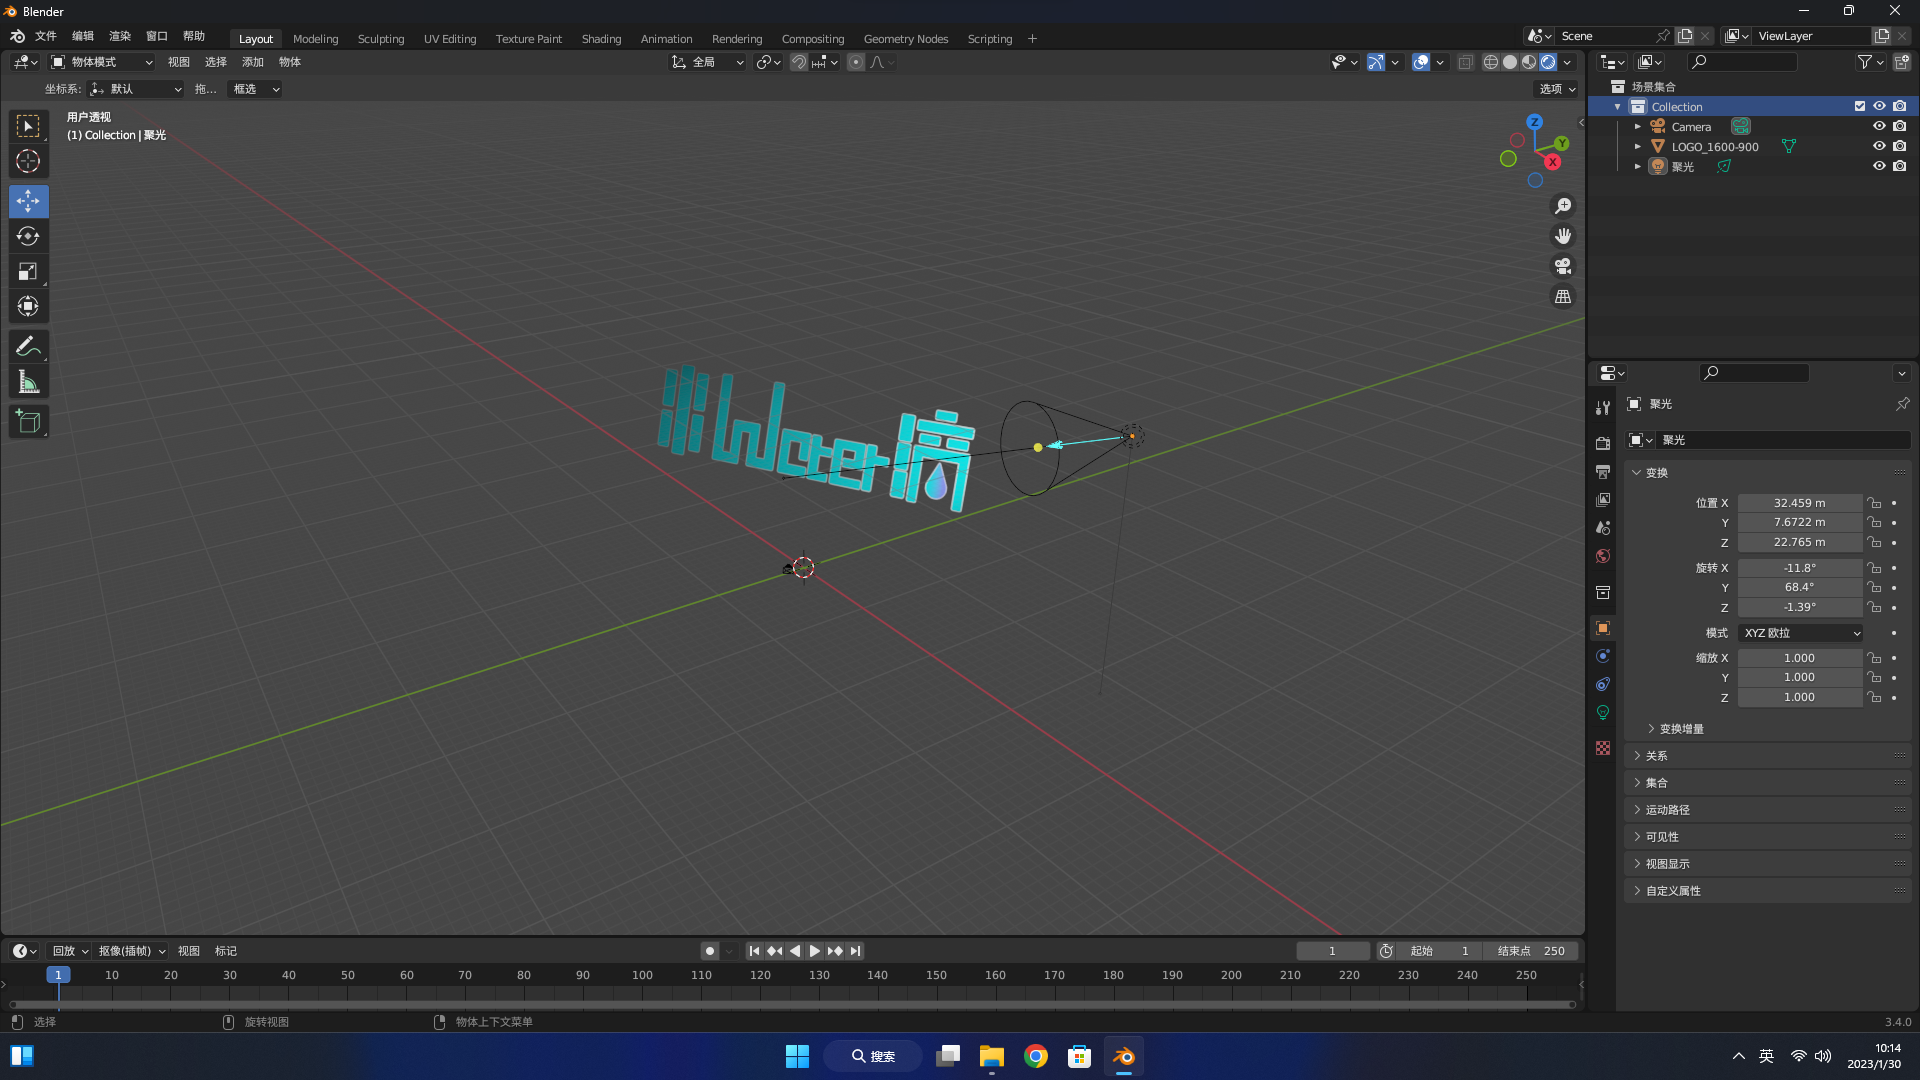 Blender
文件 编辑 渲染 窗口 帮助 Layout Modeling Sculpting UV Editing Texture Paint Shading Animation Rendering Compositing Geometry Nodes Scripting + Scene ViewLayer
物体模式 视图 选择 添加 物体 全局
坐标系: 默认 拖... 框选 选项
用户透视
(1) Collection | 聚光
Z
Y
X
Water
滴
场景集合
Collection
Camera
LOGO_1600-900
聚光
聚光
聚光
变换
位置 X 32.459 m
Y 7.6722 m
Z 22.765 m
旋转 X -11.8°
Y 68.4°
Z -1.39°
模式 XYZ 欧拉
缩放 X 1.000
Y 1.000
Z 1.000
变换增量
关系
集合
运动路径
可见性
视图显示
自定义属性
回放 抠像(插帧) 视图 标记 1 起始 1 结束点 250
1 10 20 30 40 50 60 70 80 90 100 110 120 130 140 150 160 170 180 190 200 210 220 230 240 250
选择 旋转视图 物体上下文菜单 3.4.0
搜索 英 10:14
2023/1/30